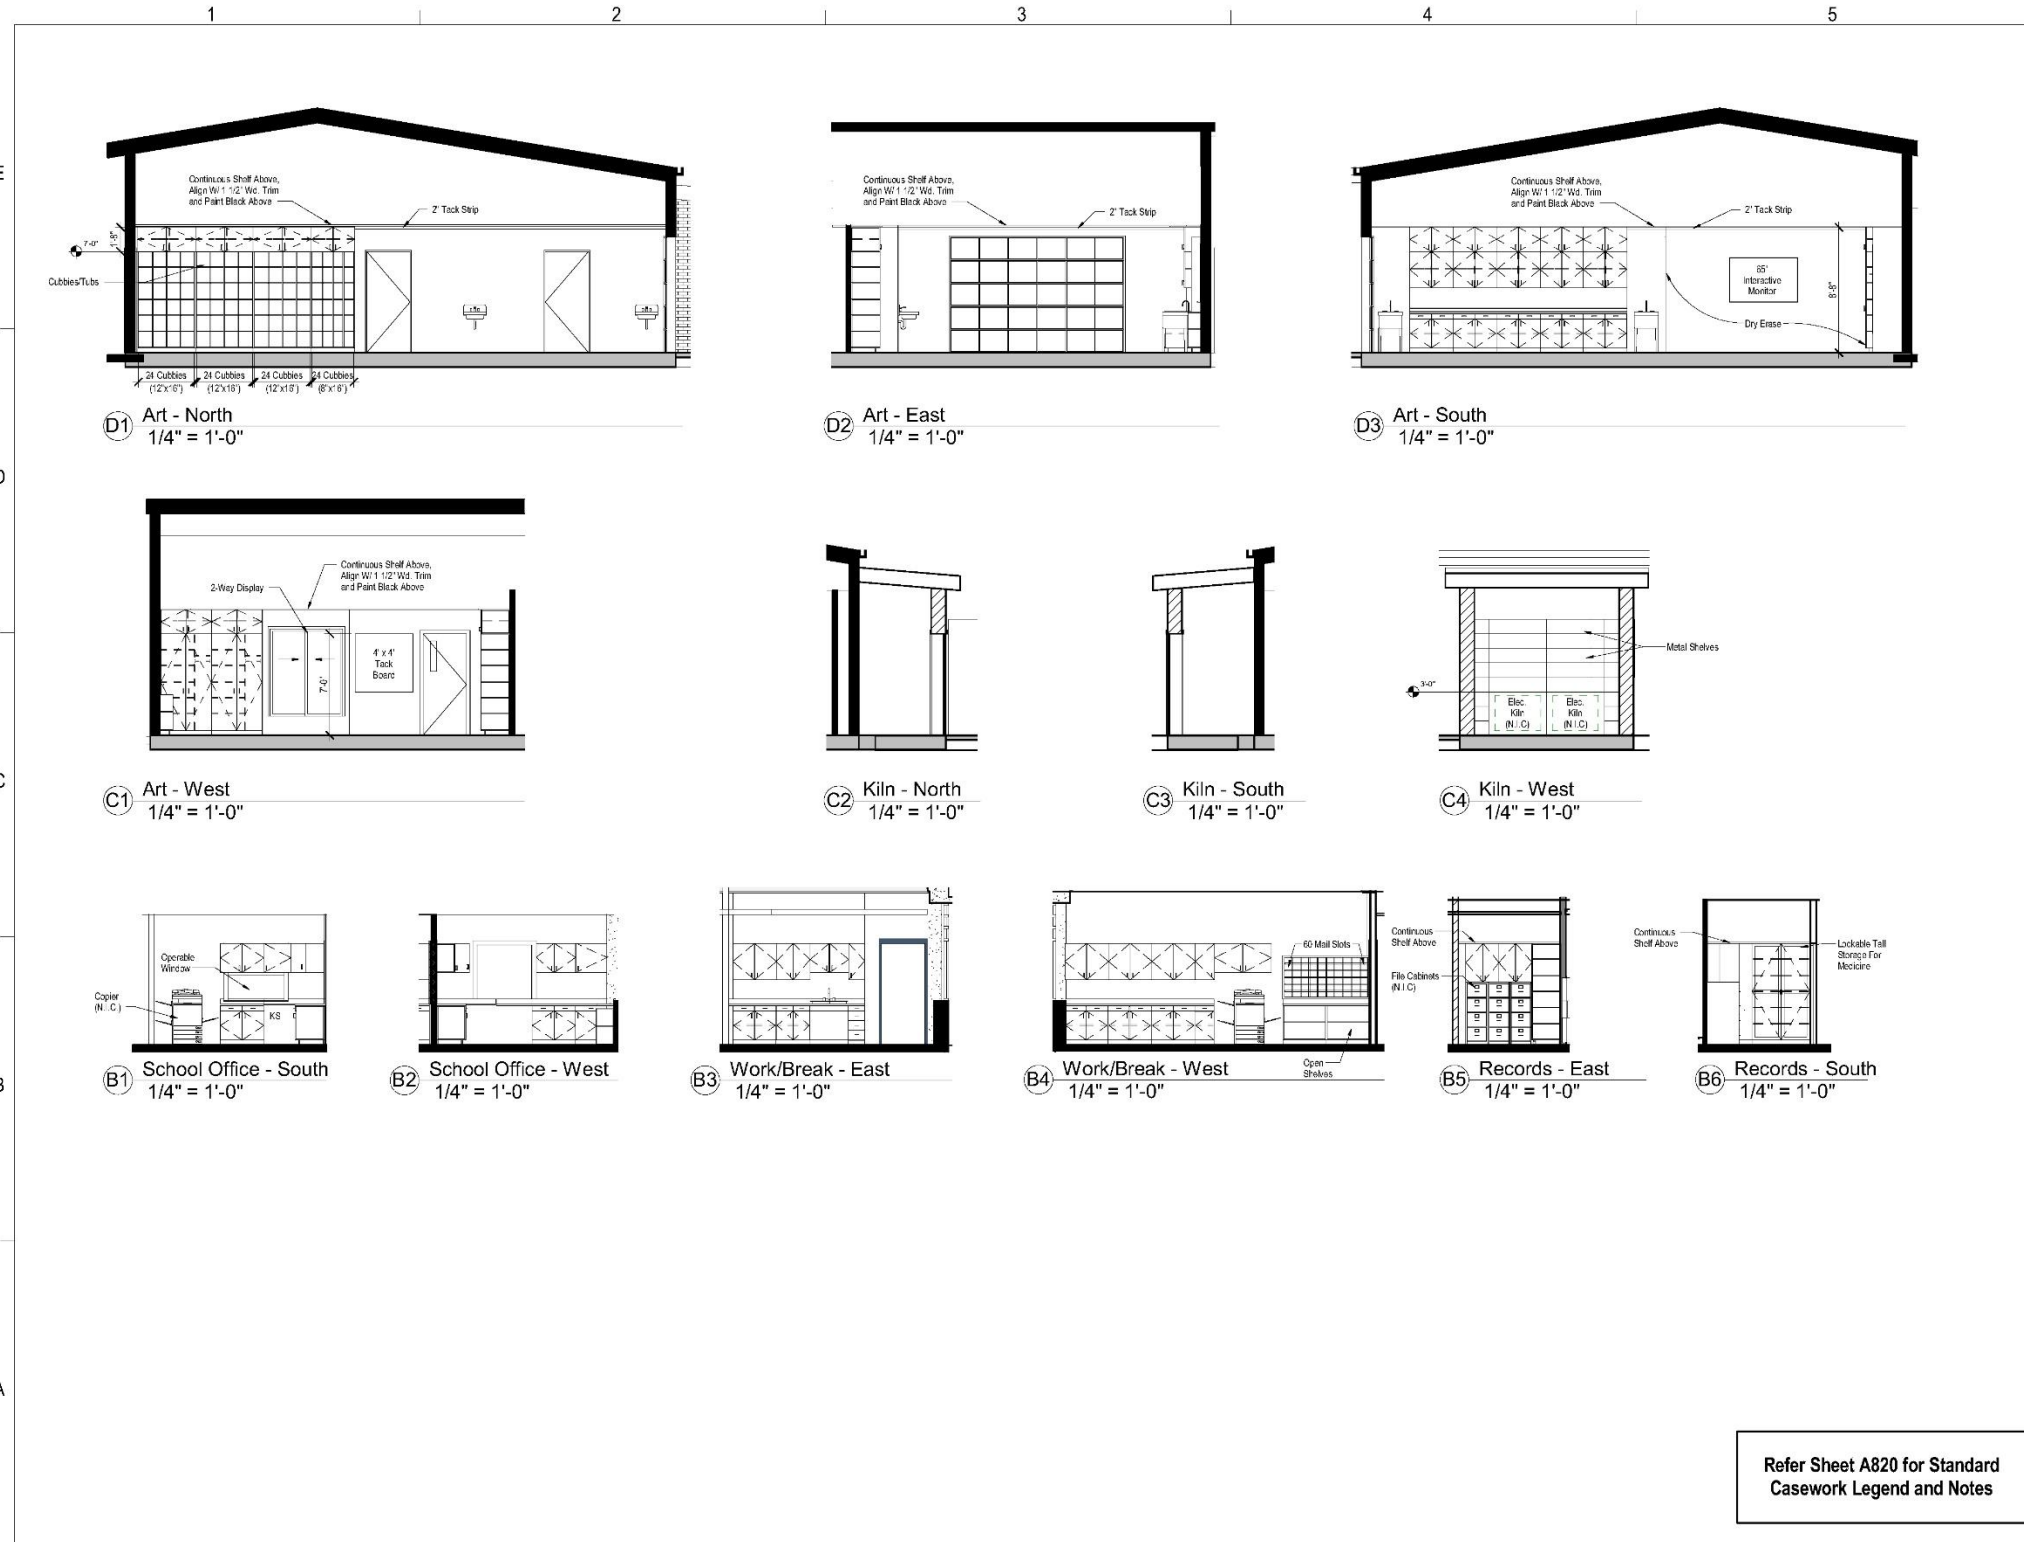 1
2
3
4
5
E
D
C
B
A
Continuous Shelf Above,
Align W/ 1 1/2" Wd. Trim
and Paint Black Above
2" Tack Strip
7'-0"
1'-8"
Cubbies/Tubs
24 Cubbies
(12"x16")
24 Cubbies
(12"x16")
24 Cubbies
(12"x16")
24 Cubbies
(8"x16")
D1
Art - North
1/4" = 1'-0"
Continuous Shelf Above,
Align W/ 1 1/2" Wd. Trim
and Paint Black Above
2" Tack Strip
D2
Art - East
1/4" = 1'-0"
Continuous Shelf Above,
Align W/ 1 1/2" Wd. Trim
and Paint Black Above
2" Tack Strip
85"
Interactive
Monitor
8'-8"
Dry Erase
D3
Art - South
1/4" = 1'-0"
Continuous Shelf Above,
Align W/ 1 1/2" Wd. Trim
and Paint Black Above
2-Way Display
4' x 4'
Tack
Board
7'-0"
C1
Art - West
1/4" = 1'-0"
C2
Kiln - North
1/4" = 1'-0"
C3
Kiln - South
1/4" = 1'-0"
Metal Shelves
3'-0"
Elec.
Kiln
(N.I.C)
Elec.
Kiln
(N.I.C)
C4
Kiln - West
1/4" = 1'-0"
Operable
Window
Copier
(N.I.C.)
KS
B1
School Office - South
1/4" = 1'-0"
B2
School Office - West
1/4" = 1'-0"
B3
Work/Break - East
1/4" = 1'-0"
60 Mail Slots
Open
Shelves
B4
Work/Break - West
1/4" = 1'-0"
Continuous
Shelf Above
File Cabinets
(N.I.C)
B5
Records - East
1/4" = 1'-0"
Continuous
Shelf Above
Lockable Tall
Storage For
Medicine
B6
Records - South
1/4" = 1'-0"
Refer Sheet A820 for Standard
Casework Legend and Notes